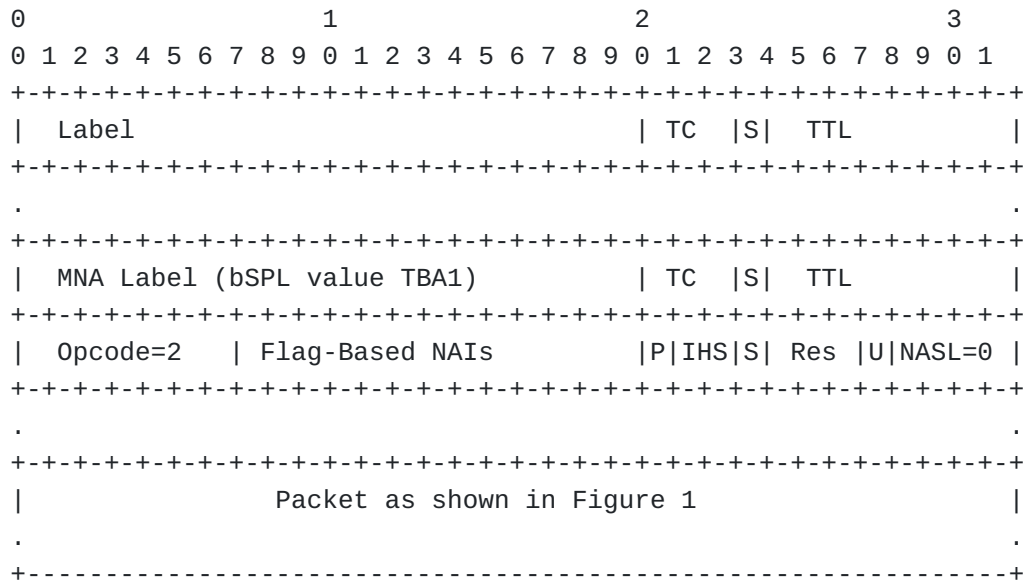 0                   1                   2                   3
0 1 2 3 4 5 6 7 8 9 0 1 2 3 4 5 6 7 8 9 0 1 2 3 4 5 6 7 8 9 0 1
+-+-+-+-+-+-+-+-+-+-+-+-+-+-+-+-+-+-+-+-+-+-+-+-+-+-+-+-+-+-+-+-+
|  Label                                | TC  |S|  TTL          |
+-+-+-+-+-+-+-+-+-+-+-+-+-+-+-+-+-+-+-+-+-+-+-+-+-+-+-+-+-+-+-+-+
.                                                               .
+-+-+-+-+-+-+-+-+-+-+-+-+-+-+-+-+-+-+-+-+-+-+-+-+-+-+-+-+-+-+-+-+
|  MNA Label (bSPL value TBA1)          | TC  |S|  TTL          |
+-+-+-+-+-+-+-+-+-+-+-+-+-+-+-+-+-+-+-+-+-+-+-+-+-+-+-+-+-+-+-+-+
|  Opcode=2   | Flag-Based NAIs         |P|IHS|S| Res |U|NASL=0 |
+-+-+-+-+-+-+-+-+-+-+-+-+-+-+-+-+-+-+-+-+-+-+-+-+-+-+-+-+-+-+-+-+
.                                                               .
+-+-+-+-+-+-+-+-+-+-+-+-+-+-+-+-+-+-+-+-+-+-+-+-+-+-+-+-+-+-+-+-+
|                Packet as shown in Figure 1                    |
.                                                               .
+---------------------------------------------------------------+